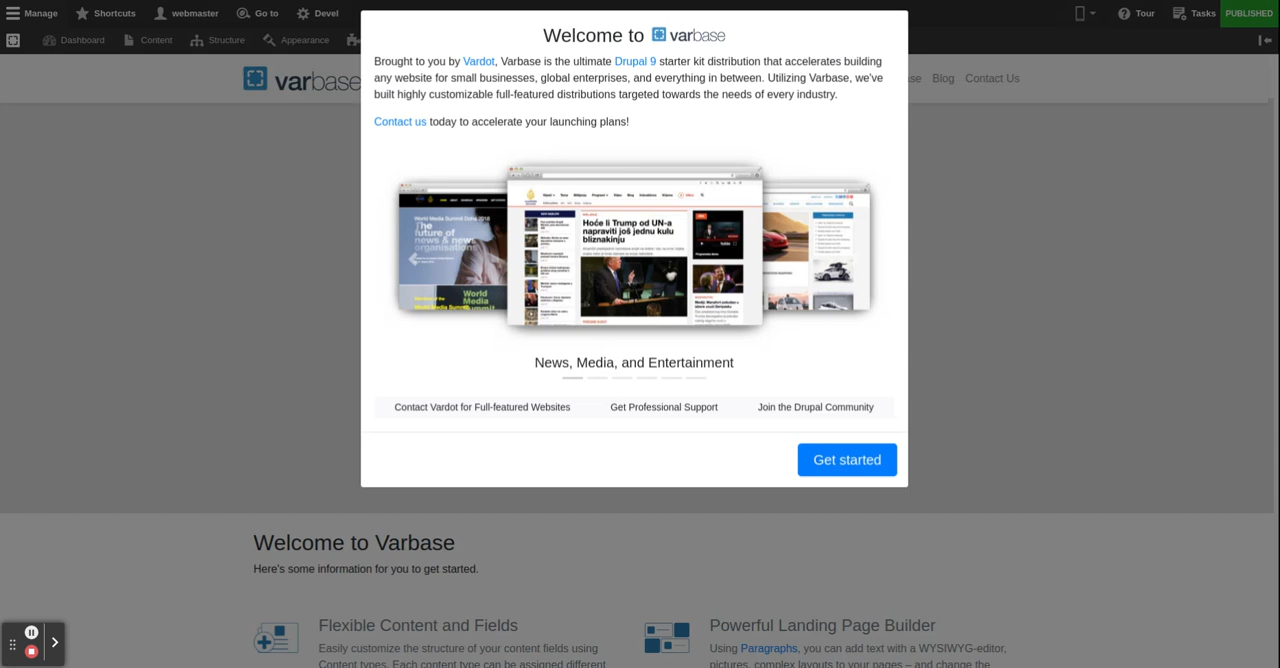 Manage Shortcuts webmaster Go to Devel Tour Tasks PUBLISHED
Dashboard Content Structure Appearance
varbase
Blog Contact Us
Welcome to varbase
Brought to you by Vardot, Varbase is the ultimate Drupal 9 starter kit distribution that accelerates building
any website for small businesses, global enterprises, and everything in between. Utilizing Varbase, we've
built highly customizable full-featured distributions targeted towards the needs of every industry.
Contact us today to accelerate your launching plans!
World Media Summit Doha 2018
The
future of
news & news
organisation
World
Media
Summit
Hoće li Trump od UN-a
napraviti još jednu kulu
bliznakinju
News, Media, and Entertainment
Contact Vardot for Full-featured Websites Get Professional Support Join the Drupal Community
Get started
Welcome to Varbase
Here's some information for you to get started.
Flexible Content and Fields
Easily customize the structure of your content fields using
Content types. Each content type can be assigned different
Powerful Landing Page Builder
Using Paragraphs, you can add text with a WYSIWYG-editor,
pictures, complex layouts to your pages – and change the